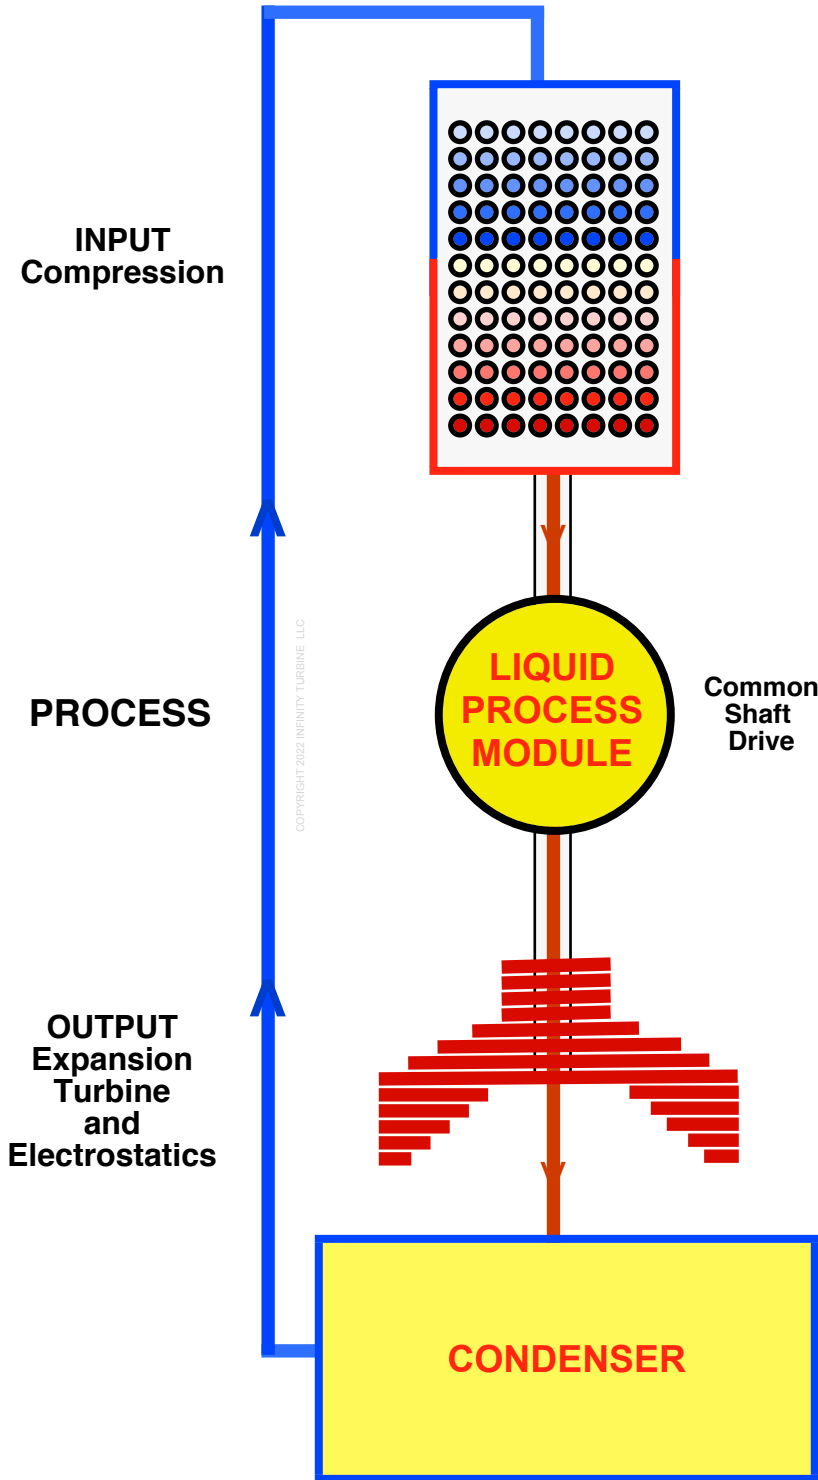 INPUT
Compression
COPYRIGHT 2022 INFINITY TURBINE LLC
LIQUID
PROCESS
MODULE
PROCESS
Common
Shaft
Drive
OUTPUT
Expansion
Turbine
and
Electrostatics
CONDENSER